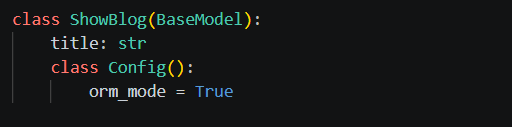 class ShowBlog(BaseModel):
    title: str
    class Config():
        orm_mode = True